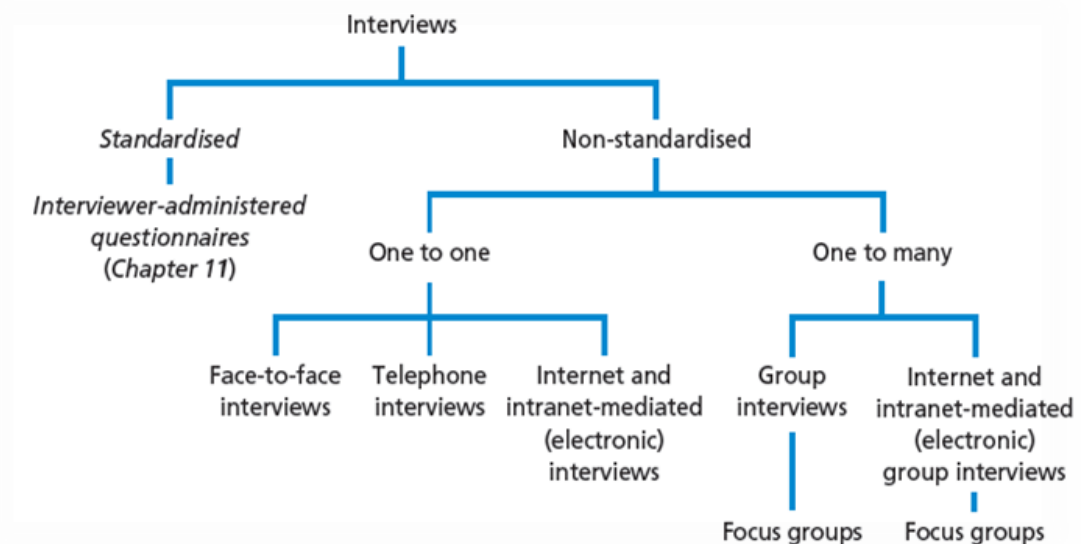 Interviews
Standardised
Non-standardised
Interviewer-administered
questionnaires
(Chapter 11)
One to one
One to many
Face-to-face
interviews
Telephone
interviews
Internet and
intranet-mediated
(electronic)
interviews
Group
interviews
Internet and
intranet-mediated
(electronic)
group interviews
Focus groups
Focus groups